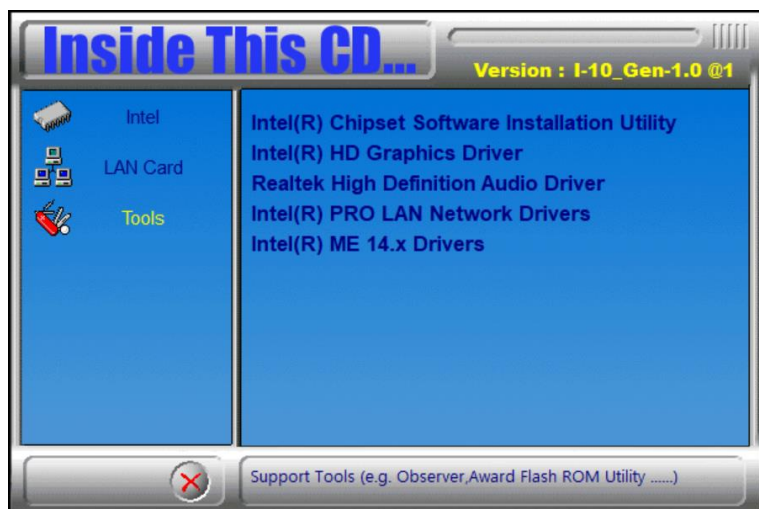 Inside This CD...
Version : I-10_Gen-1.0 @1
Intel
LAN Card
Tools
Intel(R) Chipset Software Installation Utility
Intel(R) HD Graphics Driver
Realtek High Definition Audio Driver
Intel(R) PRO LAN Network Drivers
Intel(R) ME 14.x Drivers
Support Tools (e.g. Observer,Award Flash ROM Utility ......)